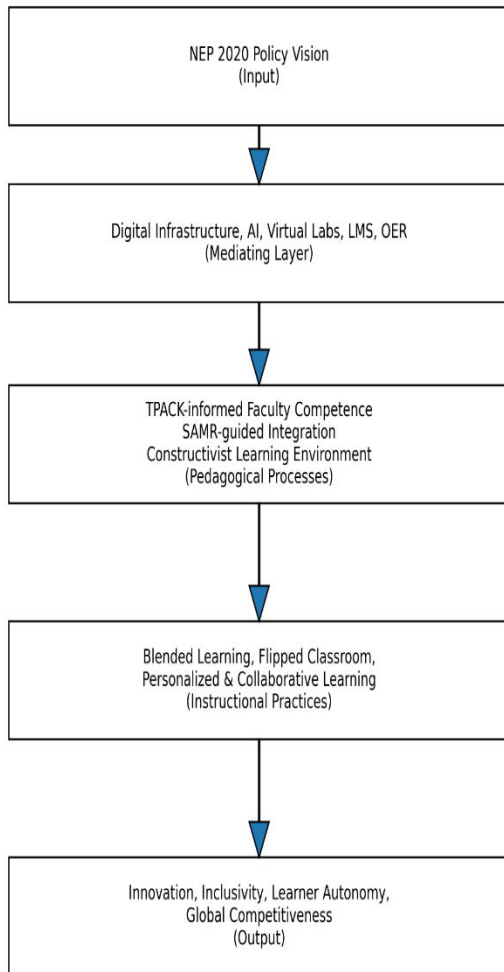 NEP 2020 Policy Vision
(Input)
Digital Infrastructure, AI, Virtual Labs, LMS, OER
(Mediating Layer)
TPACK-informed Faculty Competence
SAMR-guided Integration
Constructivist Learning Environment
(Pedagogical Processes)
Blended Learning, Flipped Classroom,
Personalized & Collaborative Learning
(Instructional Practices)
Innovation, Inclusivity, Learner Autonomy,
Global Competitiveness
(Output)